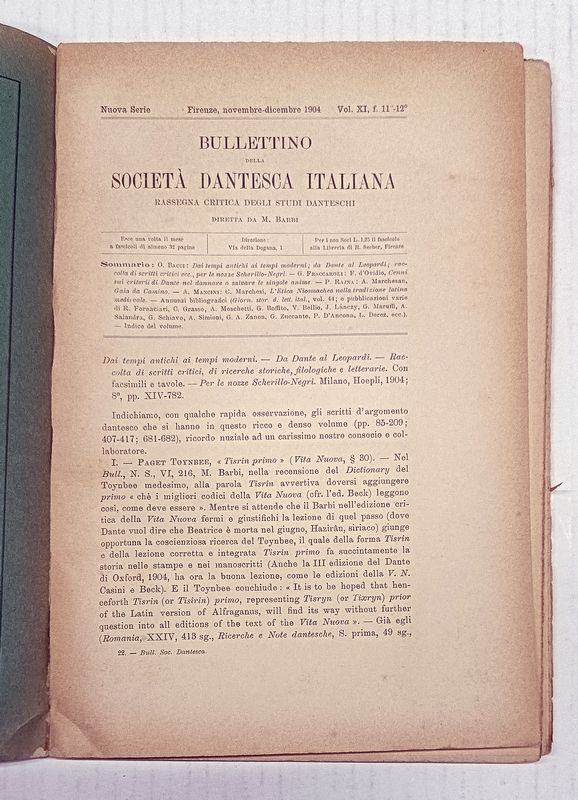 Nuova Serie Firenze, novembre-dicembre 1904 Vol. XI, f. 11°-12°
BULLETTINO
DELLA
SOCIETÀ DANTESCA ITALIANA
RASSEGNA CRITICA DEGLI STUDI DANTESCHI
DIRETTA DA M. BARBI
Esce una volta il mese
a fascicoli di almeno 32 pagine
Direzione:
Via della Dogana, 1
Per i non Soci L. 1,25 il fascicolo
alla Libreria di B. Seeber, Firenze
Sommario: O. BACCI: Dai tempi antichi ai tempi moderni; da Dante al Leopardi; rac-
colta di scritti critici ecc., per le nozze Scherillo-Negri. — G. FRACCAROLI: F. d'Ovidio, Cenni
sui criteri di Dante nel dannare o salvare le singole anime. — P. RAJNA: A. Marchesan,
Gaia da Camino. — A. MANCINI: C. Marchesi, L'Etica Nicomachea nella tradizione latina
medievale. — Annunzi bibliografici (Giorn. stor. d. lett. ital., vol. 44; e pubblicazioni varie
di R. Fornaciari, C. Grasso, A. Moschetti, G. Boffito, V. Bellio, J. Lánczy, G. Maruffi, A.
Salandra, G. Schiavo, A. Simioni, G. A. Zanon, G. Zuccante, P. D'Ancona, L. Dorez, ecc.).
— Indice del volume.
Dai tempi antichi ai tempi moderni. — Da Dante al Leopardi. — Rac-
colta di scritti critici, di ricerche storiche, filologiche e letterarie. Con
facsimili e tavole. — Per le nozze Scherillo-Negri. Milano, Hoepli, 1904;
8°, pp. XIV-782.
Indichiamo, con qualche rapida osservazione, gli scritti d'argomento
dantesco che si hanno in questo ricco e denso volume (pp. 85-209;
407-417; 681-682), ricordo nuziale ad un carissimo nostro consocio e col-
laboratore.
I. — PAGET TOYNBEE, « Tisrin primo » (Vita Nuova, § 30). — Nel
Bull., N. S., VI, 216, M. Barbi, nella recensione del Dictionary del
Toynbee medesimo, alla parola Tisrin avvertiva doversi aggiungere
primo « chè i migliori codici della Vita Nuova (cfr. l'ed. Beck) leggono
così, come deve essere ». Mentre si attende che il Barbi nell'edizione cri-
tica della Vita Nuova fermi e giustifichi la lezione di quel passo (dove
Dante vuol dire che Beatrice è morta nel giugno, Hazirân, siriaco) giunge
opportuna la coscienziosa ricerca del Toynbee, il quale della forma Tisrin
e della lezione corretta e integrata Tisrin primo fa succintamente la
storia nelle stampe e nei manoscritti (Anche la III edizione del Dante
di Oxford, 1904, ha ora la buona lezione, come le edizioni della V. N.
Casini e Beck). E il Toynbee couchiude: « It is to be hoped that hen-
ceforth Tisrin (or Tisirin) primo, representing Tisryn (or Tixryn) prior
of the Latin version of Alfraganus, will find its way without further
question into all editions of the text of the Vita Nuova ». — Già egli
(Romania, XXIV, 413 sg., Ricerche e Note dantesche, S. prima, 49 sg.,
22. — Bull. Soc. Dantesca.